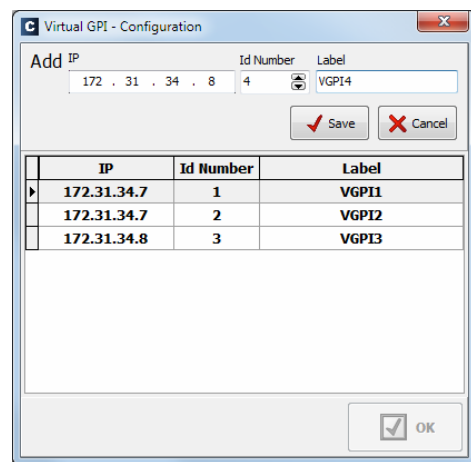 C Virtual GPI - Configuration
Add IP Id Number Label
172 . 31 . 34 . 8 4 VGPI4
Save Cancel
IP Id Number Label
172.31.34.7 1 VGPI1
172.31.34.7 2 VGPI2
172.31.34.8 3 VGPI3
OK